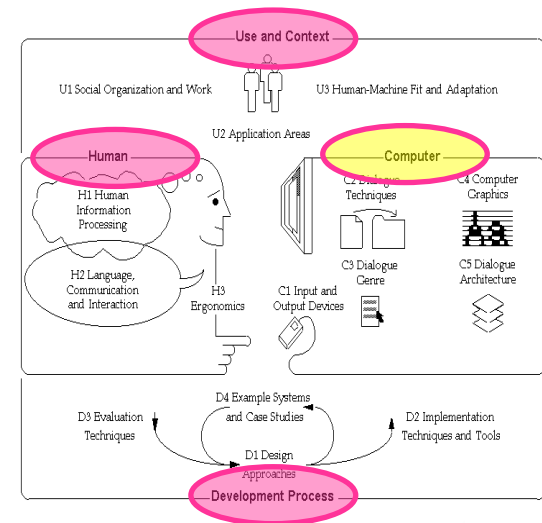 Use and Context
U1 Social Organization and Work
U3 Human-Machine Fit and Adaptation
U2 Application Areas
Human
H1 Human
Information
Processing
H2 Language,
Communication
and Interaction
H3
Ergonomics
Computer
C2 Dialogue
Techniques
C4 Computer
Graphics
C3 Dialogue
Genre
C5 Dialogue
Architecture
C1 Input and
Output Devices
D3 Evaluation
Techniques
D4 Example Systems
and Case Studies
D2 Implementation
Techniques and Tools
D1 Design
Approaches
Development Process